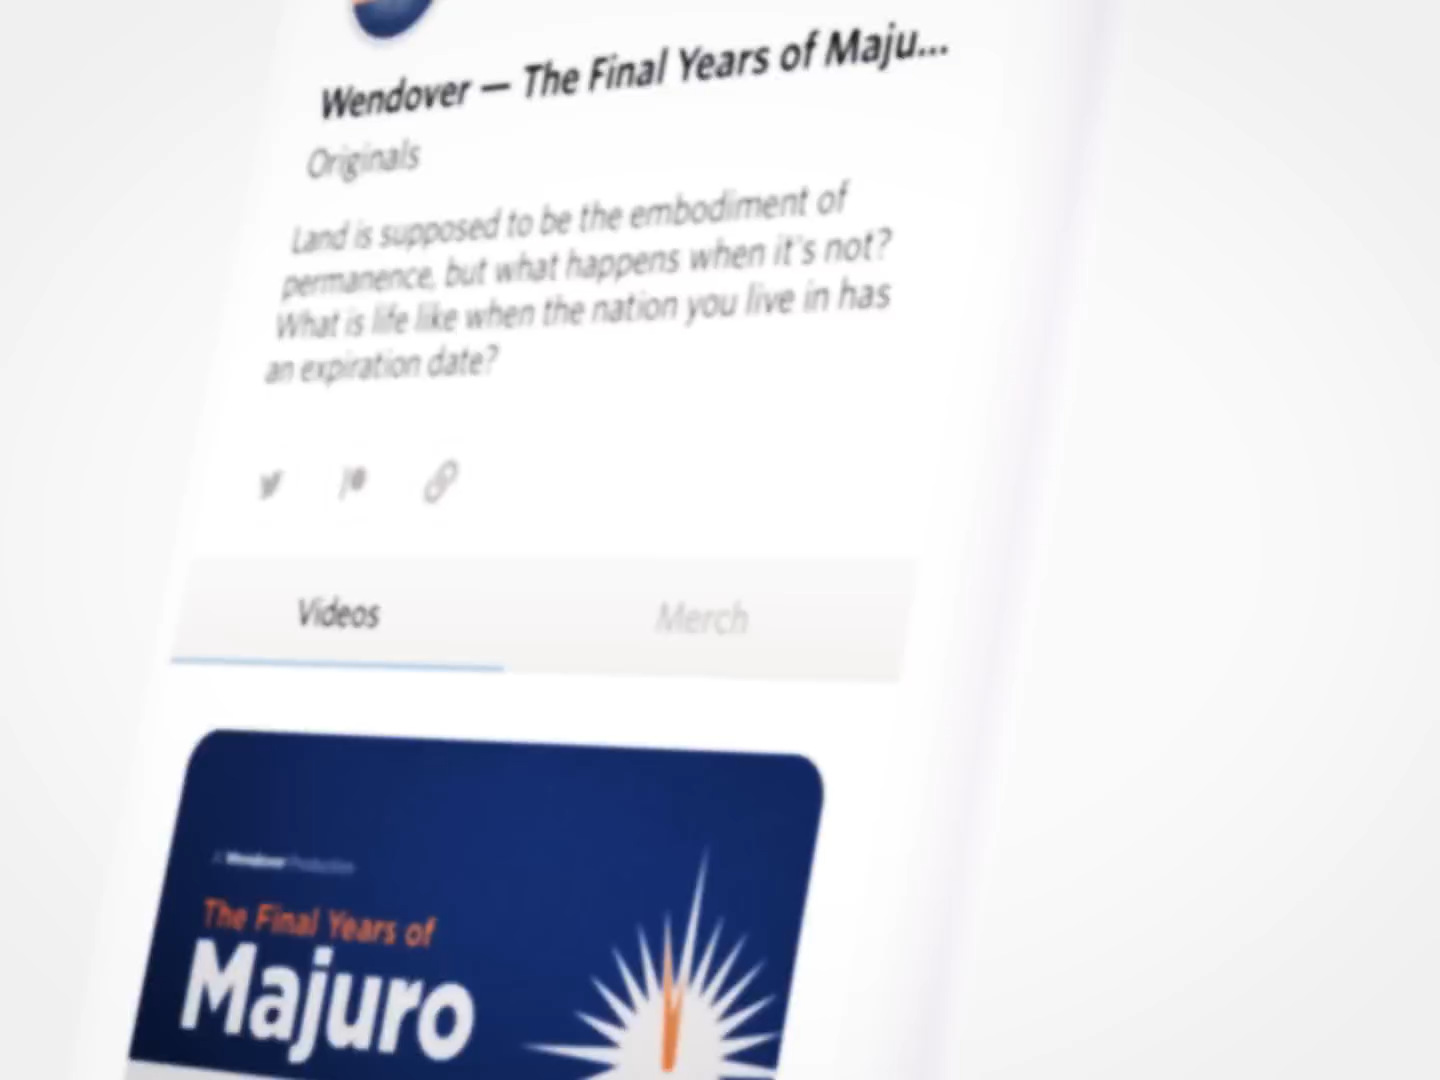 Wendover — The Final Years of Maju...
Originals
Land is supposed to be the embodiment of
permanence, but what happens when it's not?
What is life like when the nation you live in has
an expiration date?
Videos
Merch
A Wendover Production
The Final Years of
Majuro